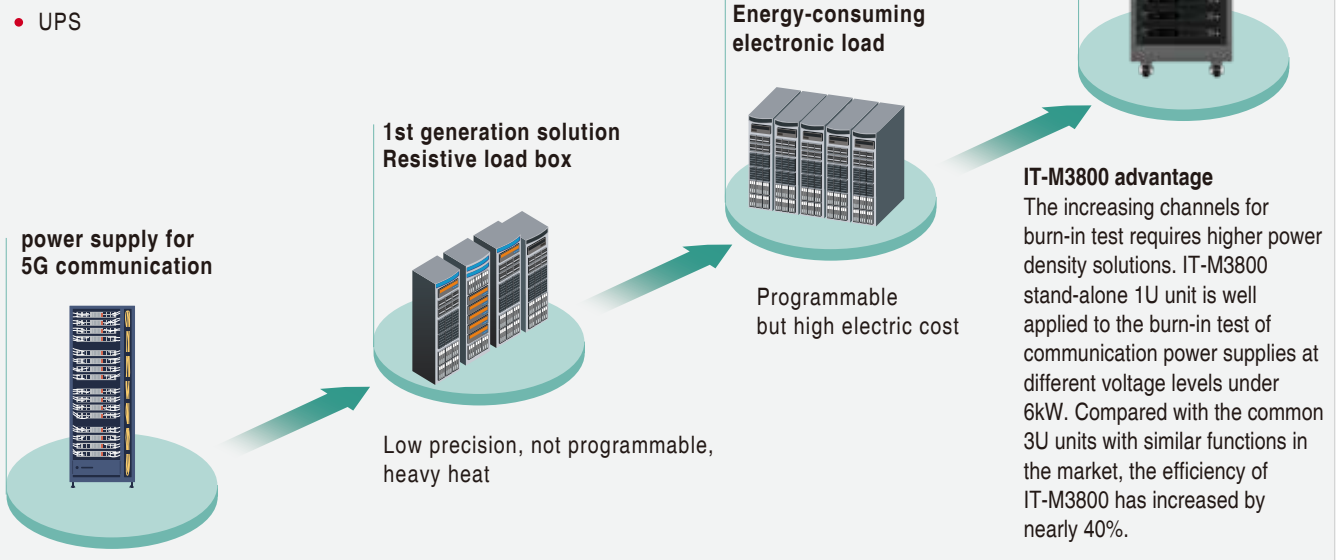 • UPS
power supply for
5G communication
1st generation solution
Resistive load box
Low precision, not programmable,
heavy heat
Energy-consuming
electronic load
Programmable
but high electric cost
IT-M3800 advantage
The increasing channels for
burn-in test requires higher power
density solutions. IT-M3800
stand-alone 1U unit is well
applied to the burn-in test of
communication power supplies at
different voltage levels under
6kW. Compared with the common
3U units with similar functions in
the market, the efficiency of
IT-M3800 has increased by
nearly 40%.